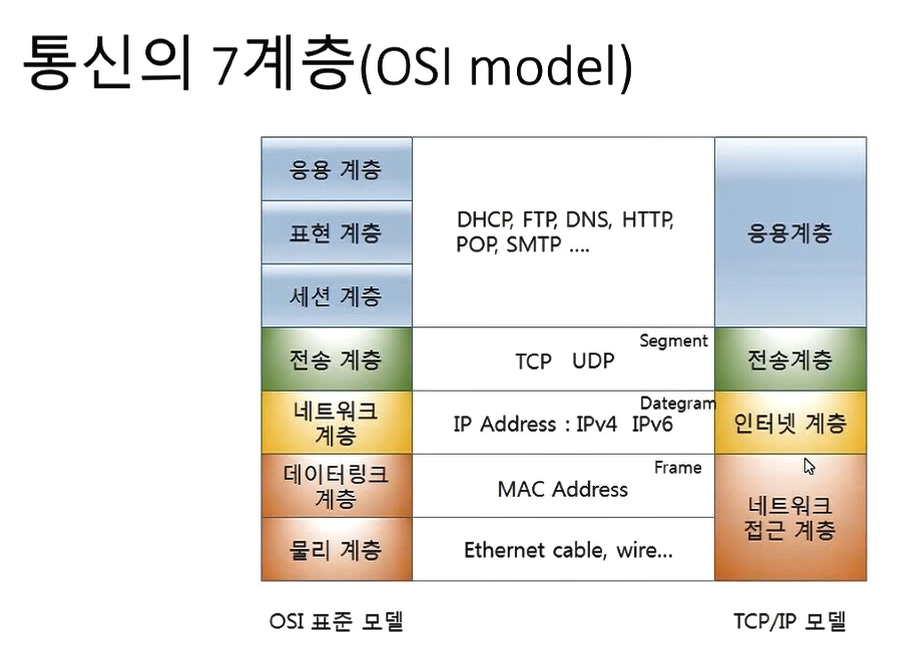 통신의 7계층(OSI model)
응용 계층
표현 계층
세션 계층
DHCP, FTP, DNS, HTTP,
POP, SMTP ....
응용계층
전송 계층
TCP UDP
Segment
전송계층
네트워크
계층
IP Address : IPv4 IPv6
Dategram
인터넷 계층
데이터링크
계층
MAC Address
Frame
네트워크
접근 계층
물리 계층
Ethernet cable, wire...
OSI 표준 모델
TCP/IP 모델